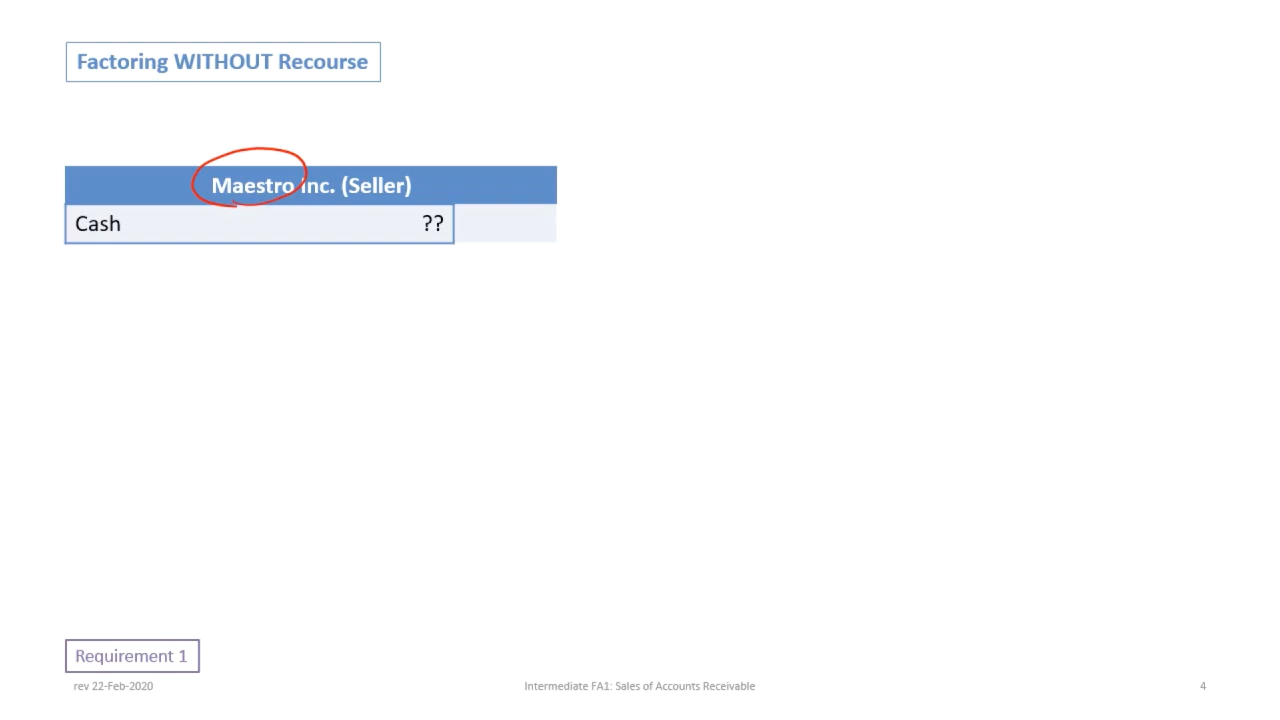 Factoring WITHOUT Recourse
Maestro Inc. (Seller)
Cash ??
Requirement 1
rev 22-Feb-2020 Intermediate FA1: Sales of Accounts Receivable 4